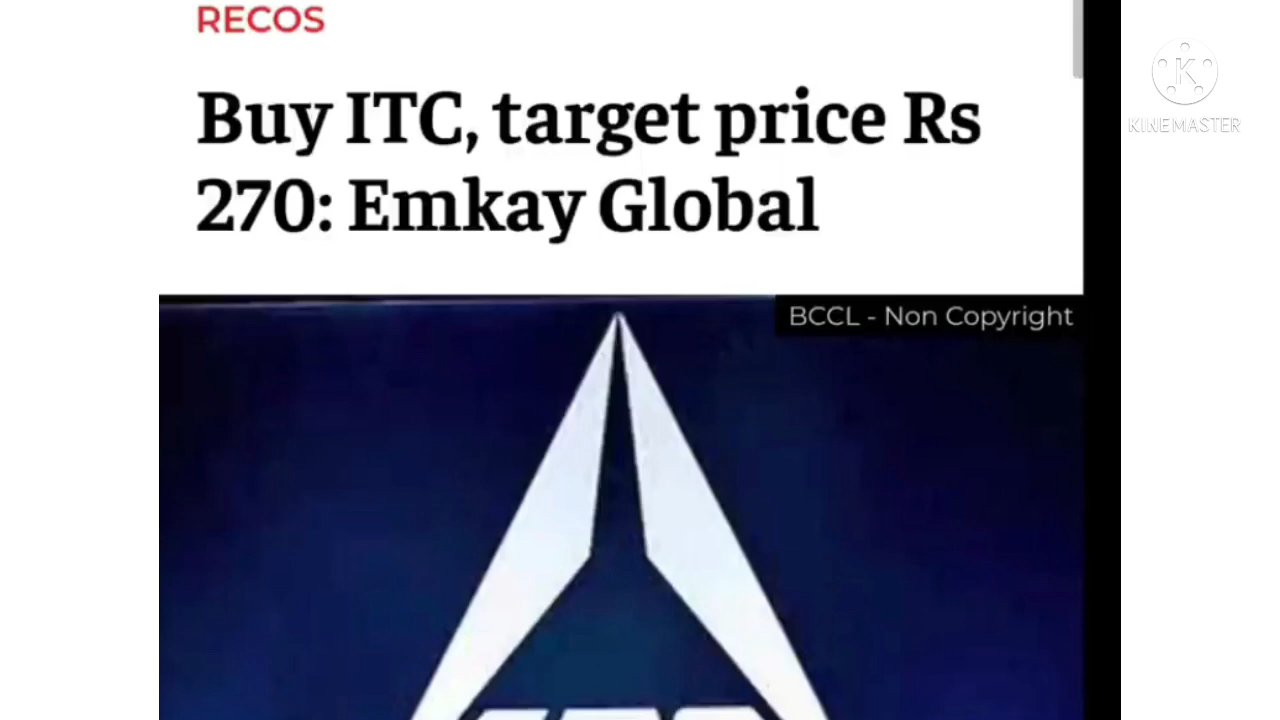 RECOS
Buy ITC, target price Rs
270: Emkay Global
BCCL - Non Copyright
K
KINEMASTER